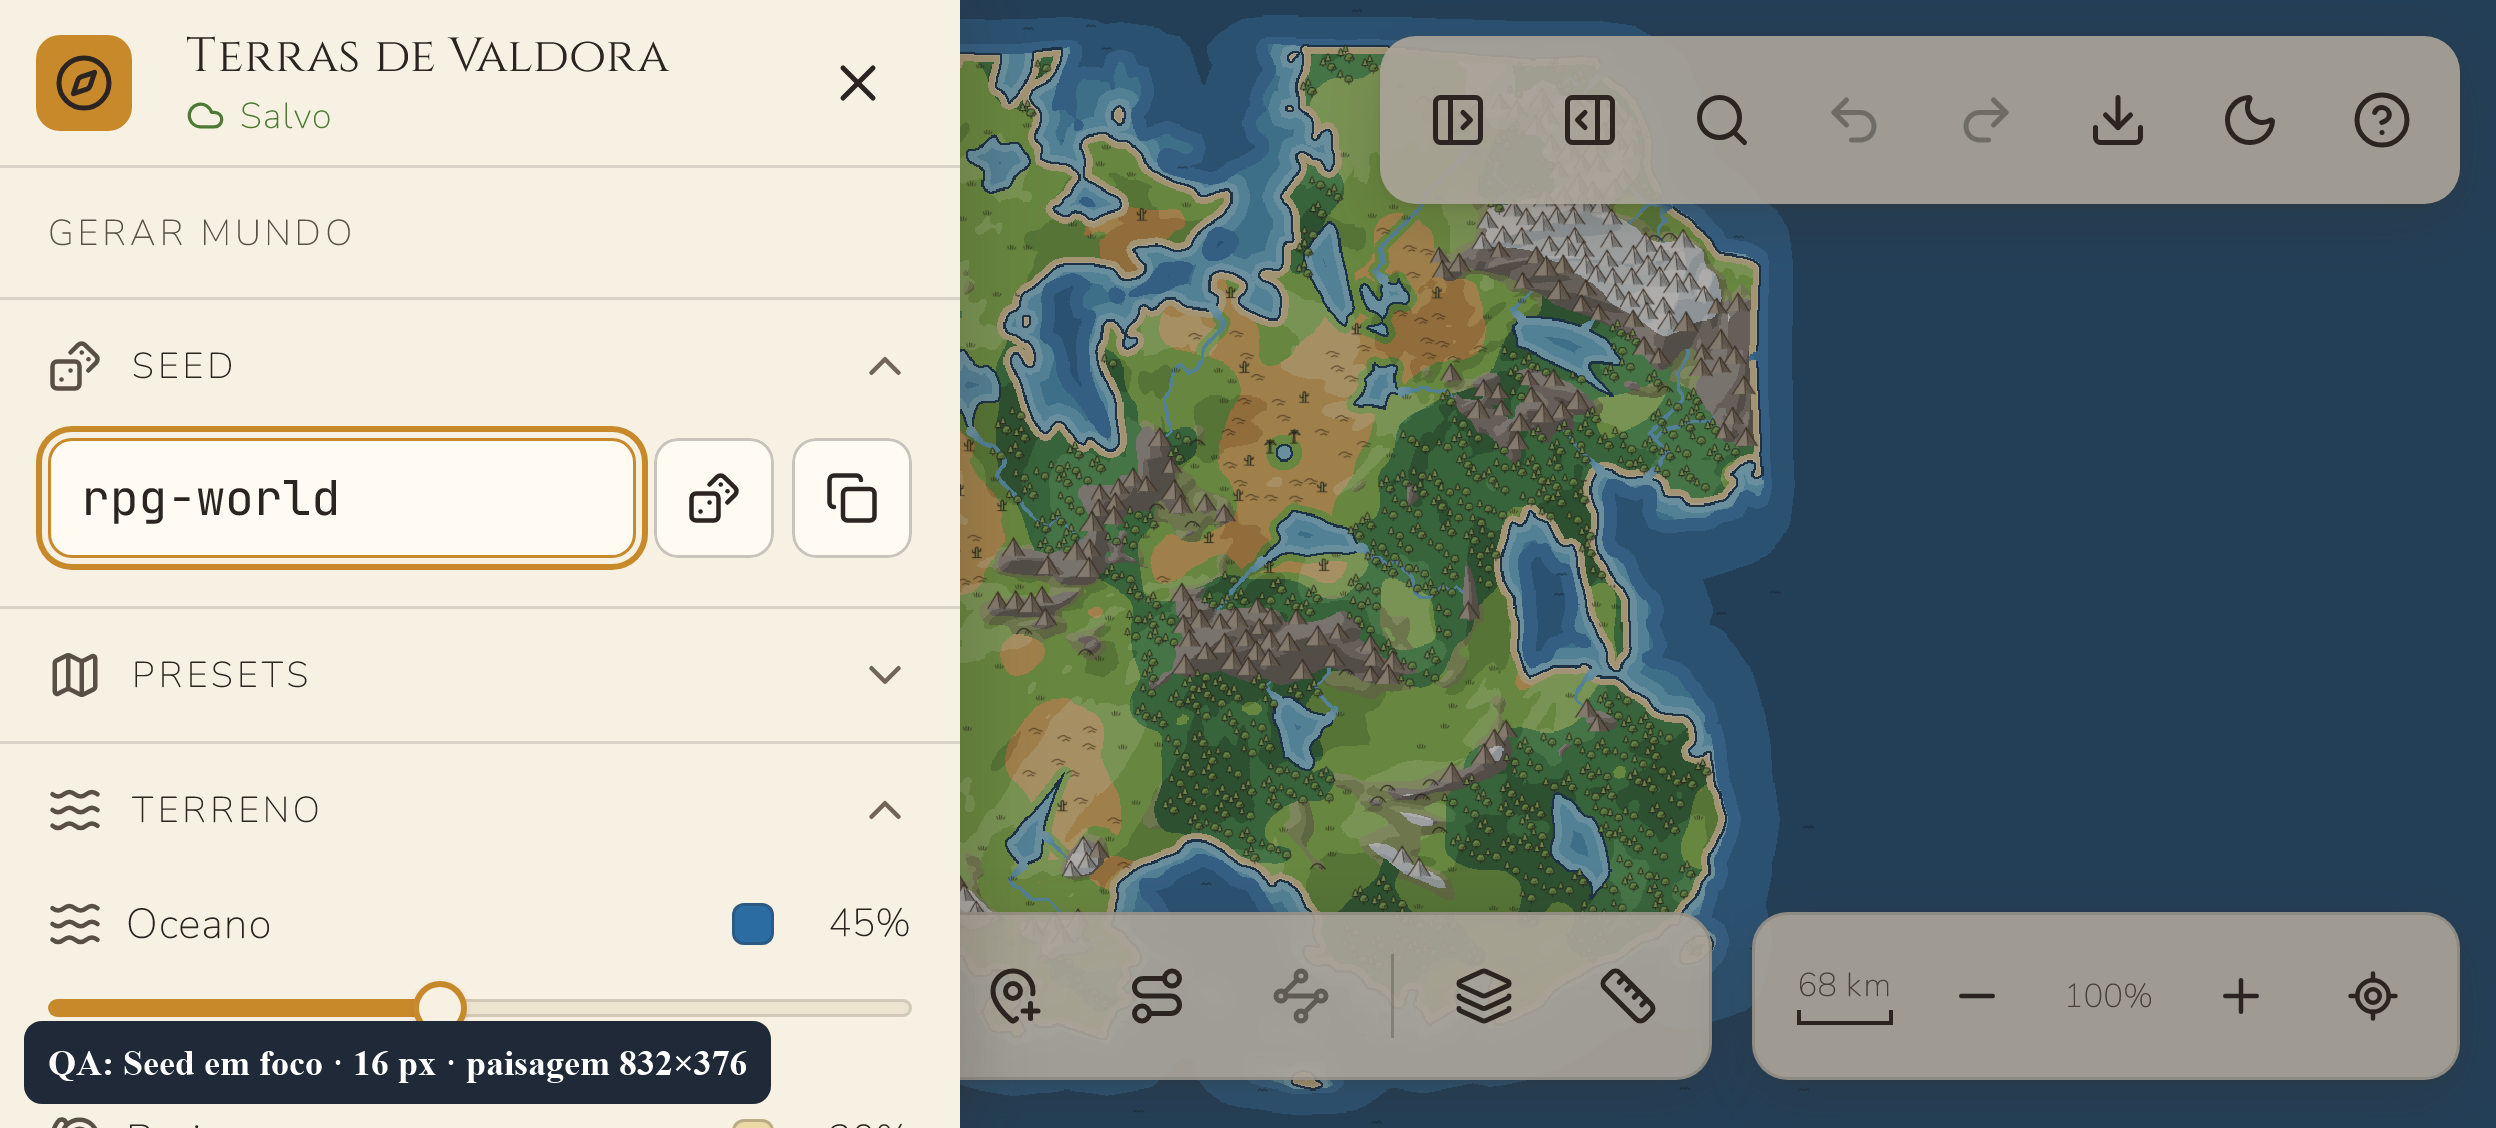 TERRAS DE VALDORA
Salvo
GERAR MUNDO
SEED
rpg-world
PRESETS
TERRENO
Oceano 45%
QA: Seed em foco · 16 px · paisagem 832×376
68 km
100%